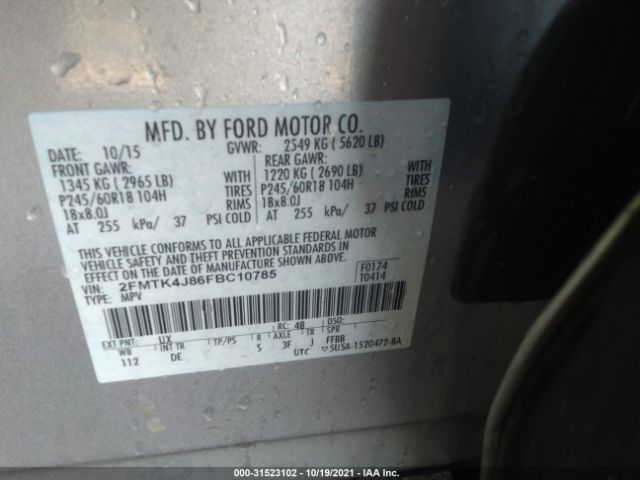 MFD. BY FORD MOTOR CO.
DATE: 10/15 GVWR: 2549 KG ( 5620 LB)
FRONT GAWR: REAR GAWR:
1345 KG ( 2965 LB) WITH 1220 KG ( 2690 LB) WITH
P245/60R18 104H TIRES P245/60R18 104H TIRES
18x8.0J RIMS 18x8.0J RIMS
AT 255 kPa/ 37 PSI COLD AT 255 kPa/ 37 PSI COLD
THIS VEHICLE CONFORMS TO ALL APPLICABLE FEDERAL MOTOR
VEHICLE SAFETY AND THEFT PREVENTION STANDARDS IN
EFFECT ON THE DATE OF MANUFACTURE SHOWN ABOVE.
VIN: 2FMTK4J86FBC10785 F0174
TYPE: MPV T0414
EXT PNT: UX RC: 48 DSO:
WB INT TR TP/PS R AXLE TR SPR
112 DE S 3F J FFBB
UTC ▽5U5A-1520472-BA
000-31523102 - 10/19/2021 - IAA Inc.